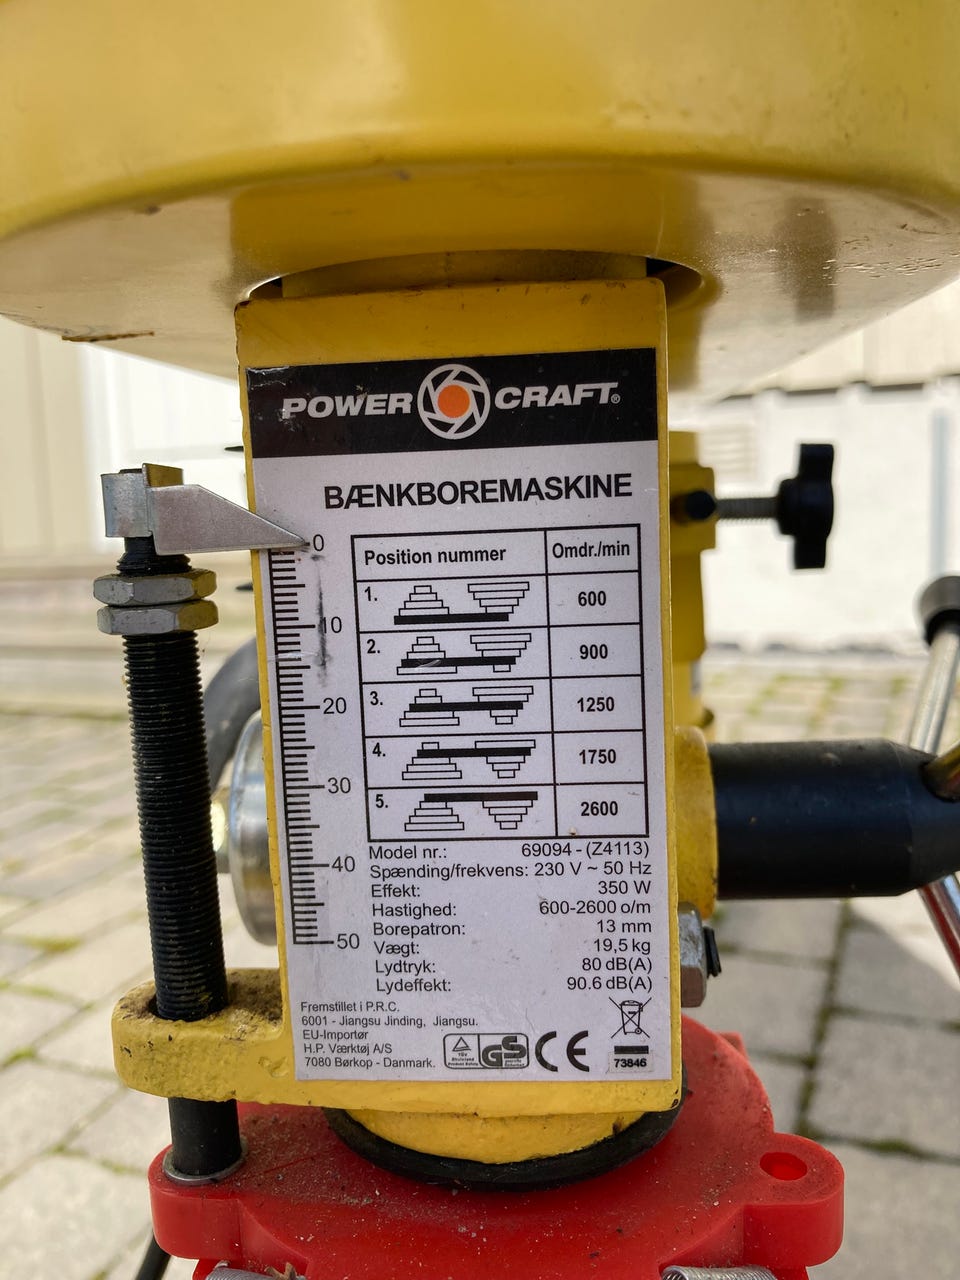 POWER CRAFT®
BÆNKBOREMASKINE
0
10
20
30
40
50
Position nummer Omdr./min
1. 600
2. 900
3. 1250
4. 1750
5. 2600
Model nr.: 69094 - (Z4113)
Spænding/frekvens: 230 V ~ 50 Hz
Effekt: 350 W
Hastighed: 600-2600 o/m
Borepatron: 13 mm
Vægt: 19,5 kg
Lydtryk: 80 dB(A)
Lydeffekt: 90.6 dB(A)
Fremstillet i P.R.C.
6001 - Jiangsu Jinding, Jiangsu.
EU-Importør
H.P. Værktøj A/S
7080 Børkop - Danmark.
TÜV
GS
CE
73846